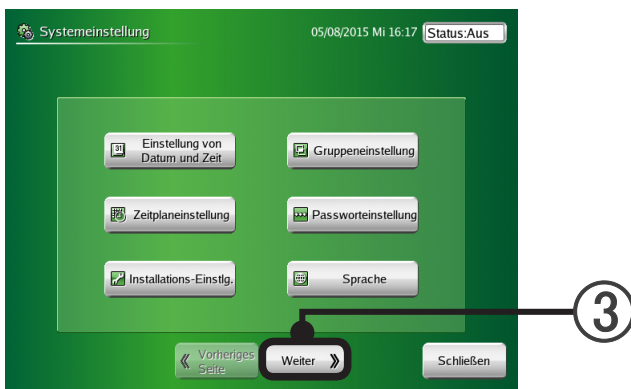 Systemeinstellung
05/08/2015 Mi 16:17
Status:Aus
31
Einstellung von
Datum und Zeit
Gruppeneinstellung
Zeitplaneinstellung
Passworteinstellung
Installations-Einstlg.
Sprache
Vorheriges
Seite
Weiter
Schließen
3